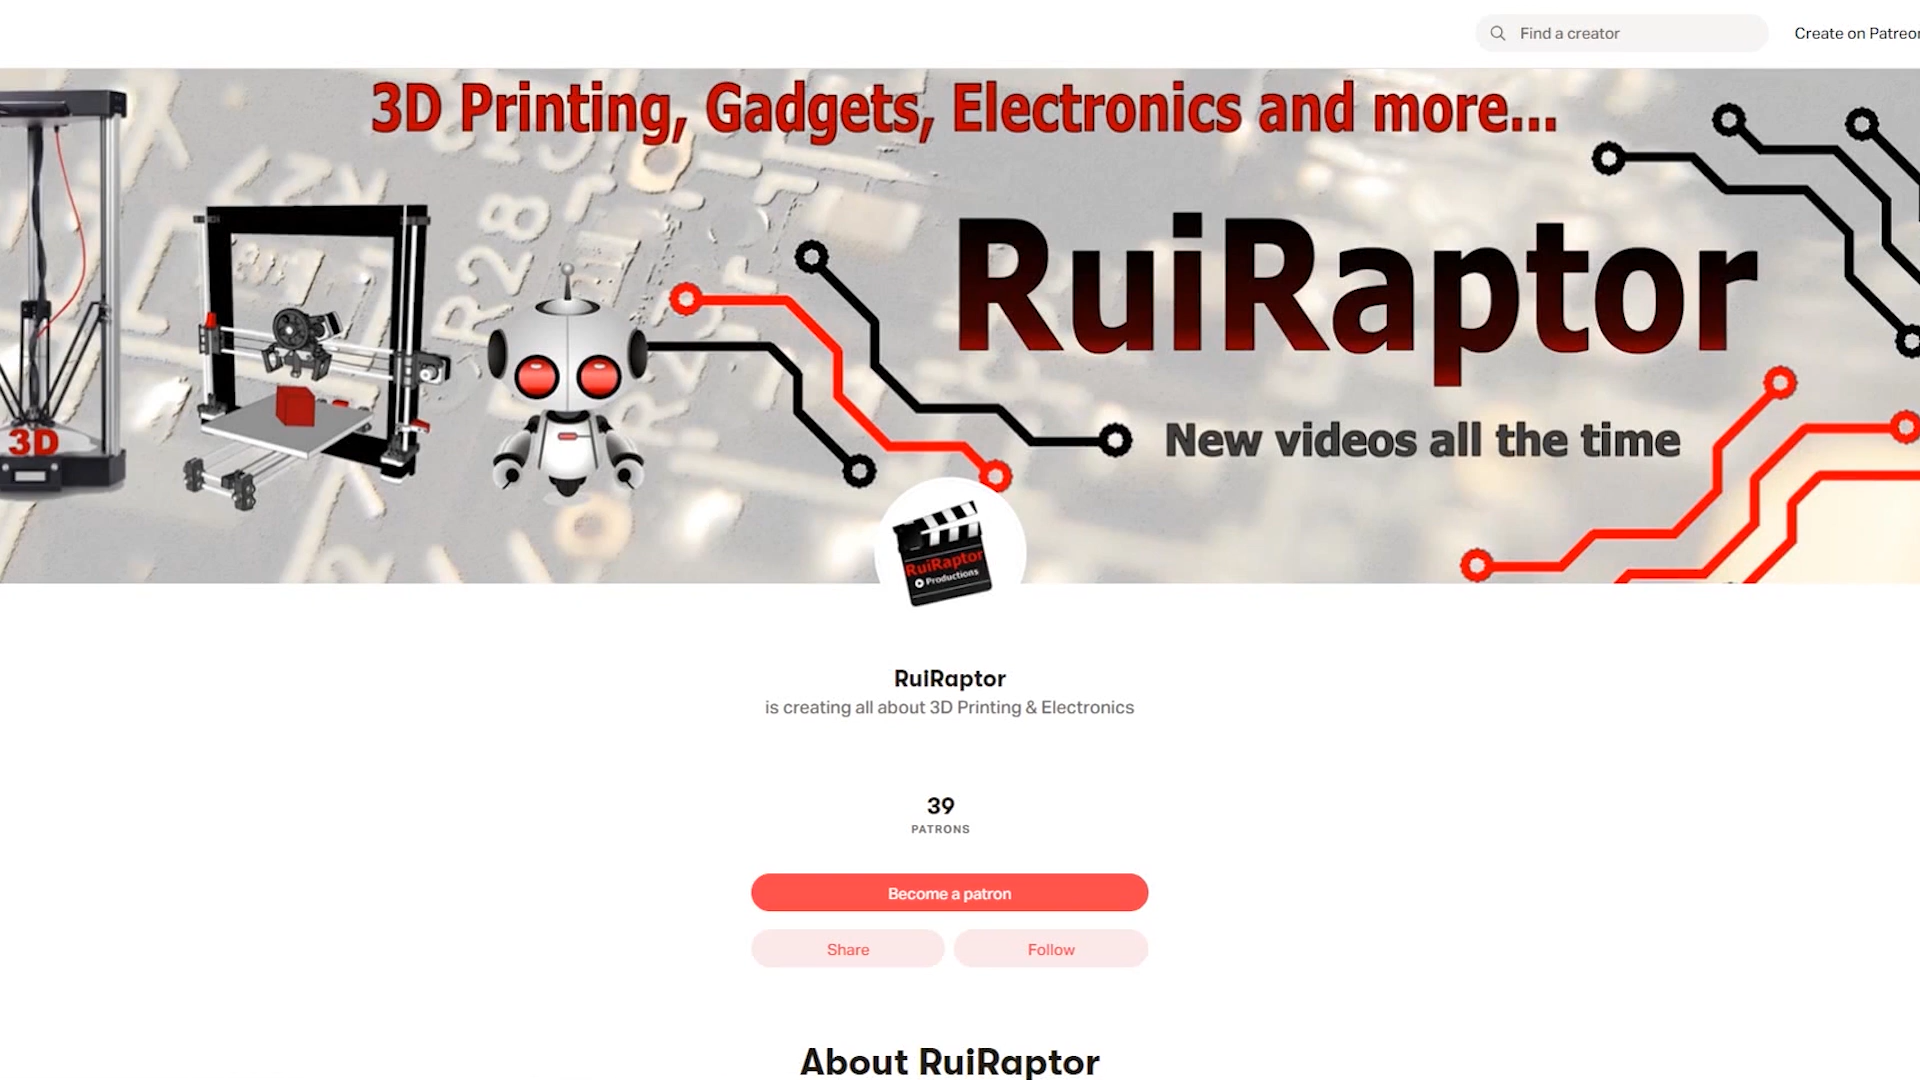 Find a creator
Create on Patreon
3D Printing, Gadgets, Electronics and more...
R28
RuiRaptor
3D
New videos all the time
RuiRaptor
Productions
RuiRaptor
is creating all about 3D Printing & Electronics
39
PATRONS
Become a patron
Share
Follow
About RuiRaptor